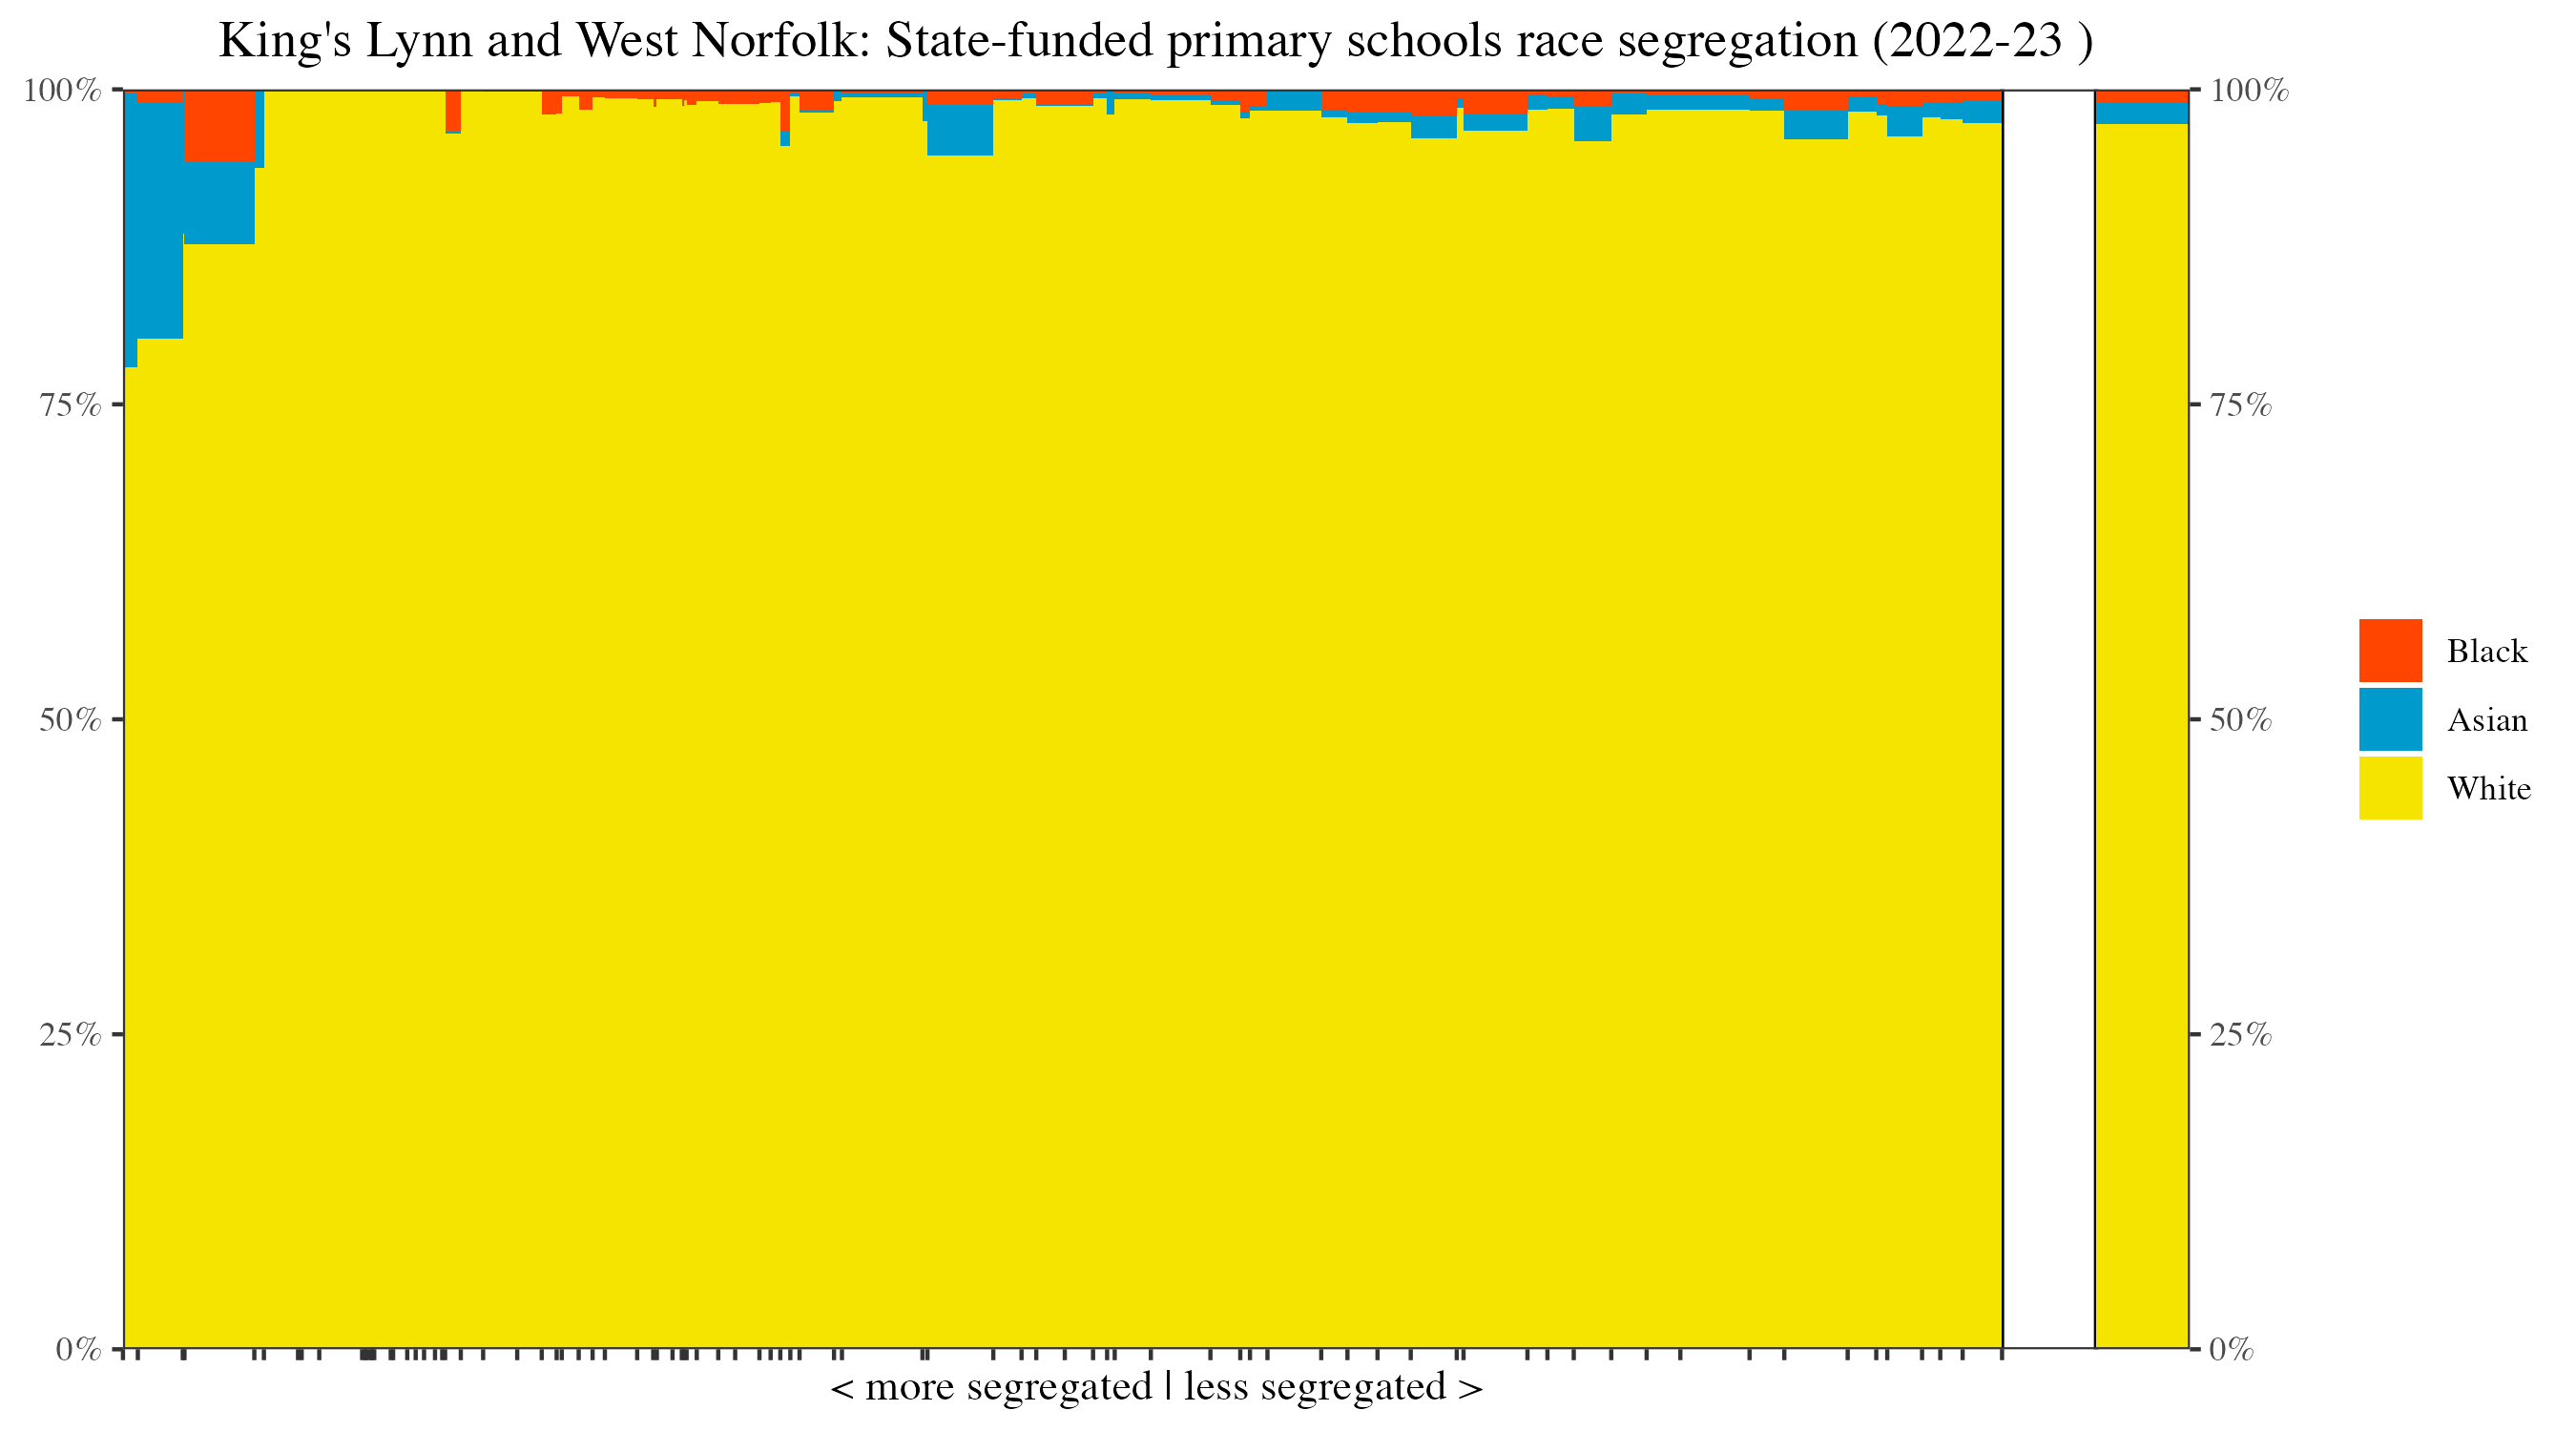 King's Lynn and West Norfolk: State-funded primary schools race segregation (2022-23 )
100%
75%
50%
25%
0%
100%
75%
50%
25%
0%
Black
Asian
White
< more segregated | less segregated >